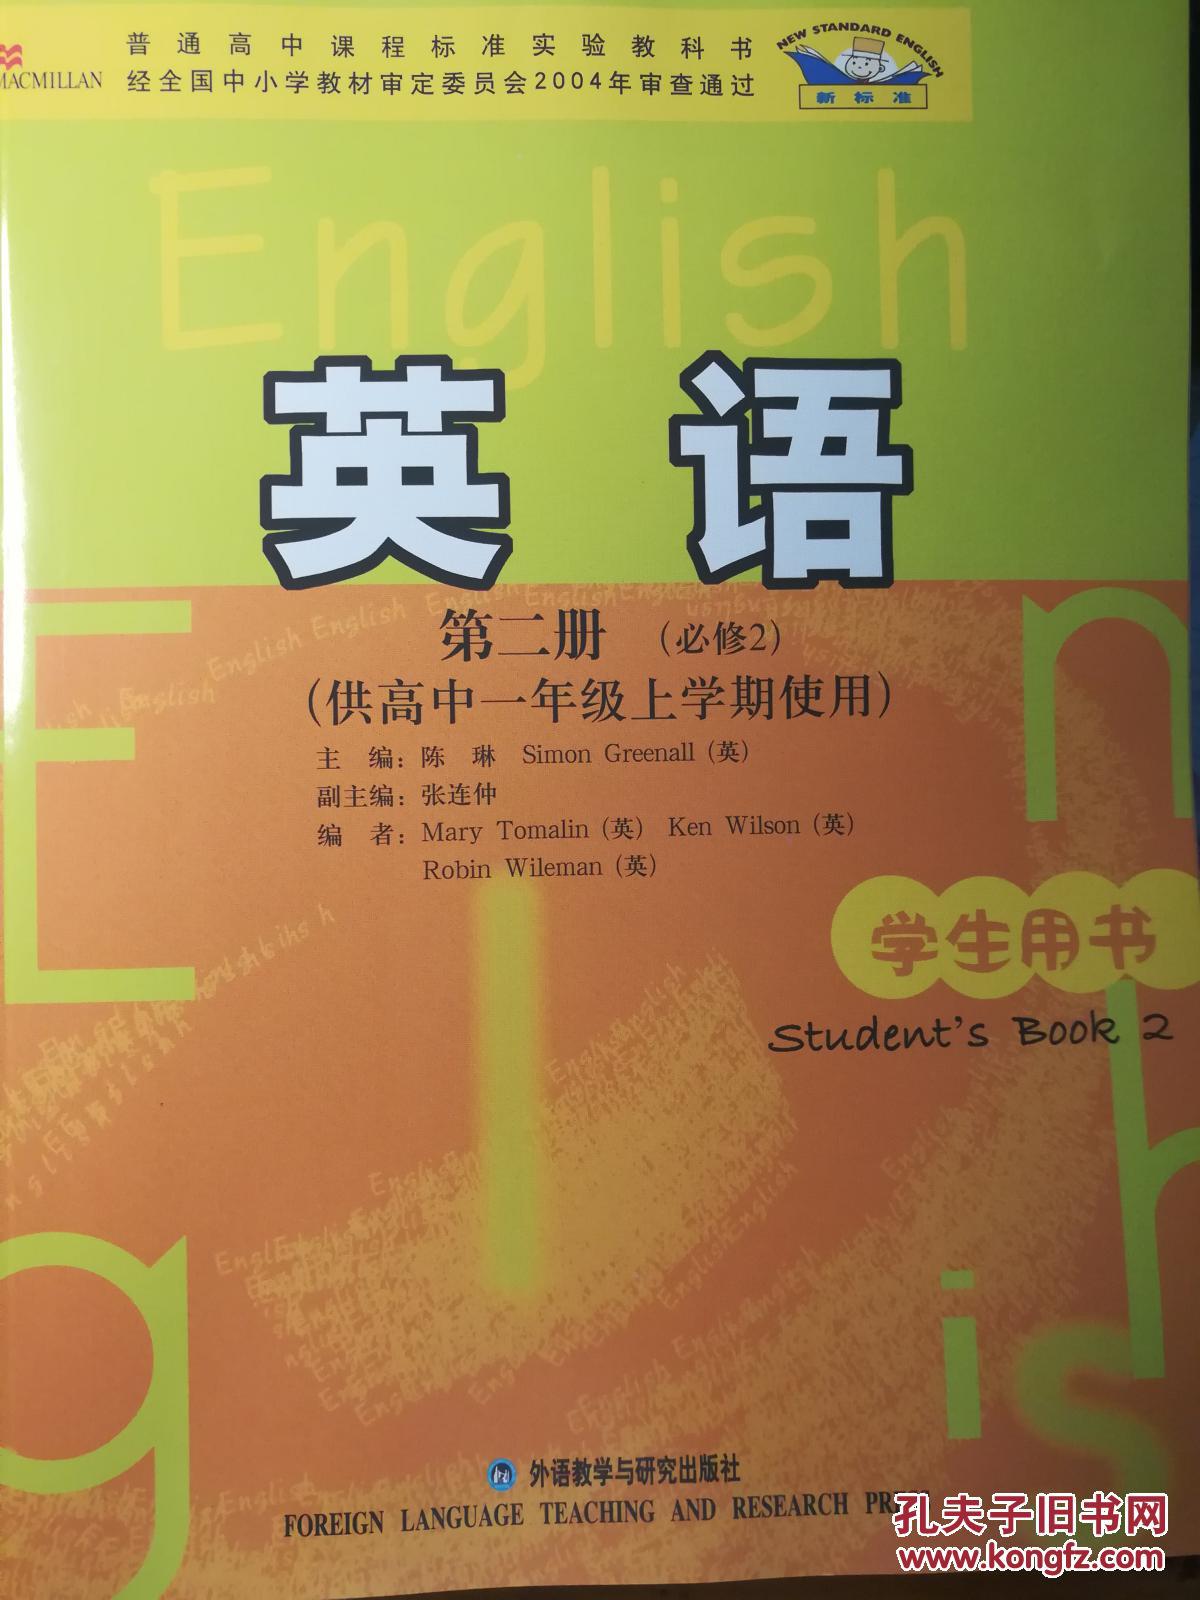 普通高中课程标准实验教科书
经全国中小学教材审定委员会2004年审查通过
MACMILLAN
NEW STANDARD ENGLISH
新标准
English
英语
第二册 (必修2)
(供高中一年级上学期使用)
主 编: 陈 琳 Simon Greenall (英)
副主编: 张连仲
编 者: Mary Tomalin (英) Ken Wilson (英)
Robin Wileman (英)
学生用书
Student's Book 2
外语教学与研究出版社
FOREIGN LANGUAGE TEACHING AND RESEARCH PRESS
孔夫子旧书网
www.kongfz.com